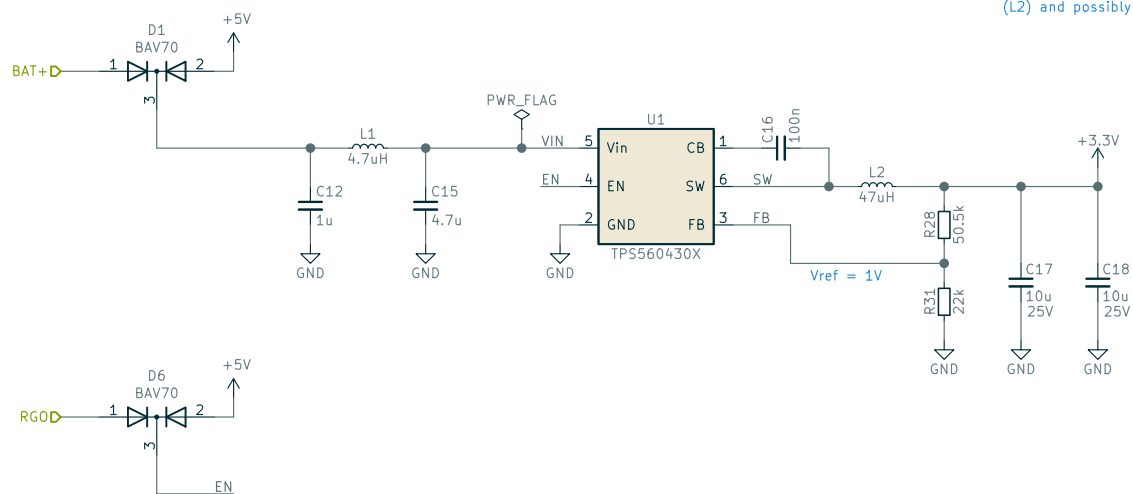 (L2) and possibly
+5V
D1
BAV70
BAT+
1
2
3
PWR_FLAG
L1
4.7uH
VIN
5
Vin
U1
CB
1
C16
100n
+3.3V
EN
4
EN
SW
6
SW
L2
47uH
C12
1u
C15
4.7u
2
GND
FB
3
FB
R28
50.5k
TPS560430X
GND
GND
GND
Vref = 1V
R31
22k
C17
10u
25V
C18
10u
25V
GND
GND
GND
+5V
D6
BAV70
RGO
1
2
3
EN